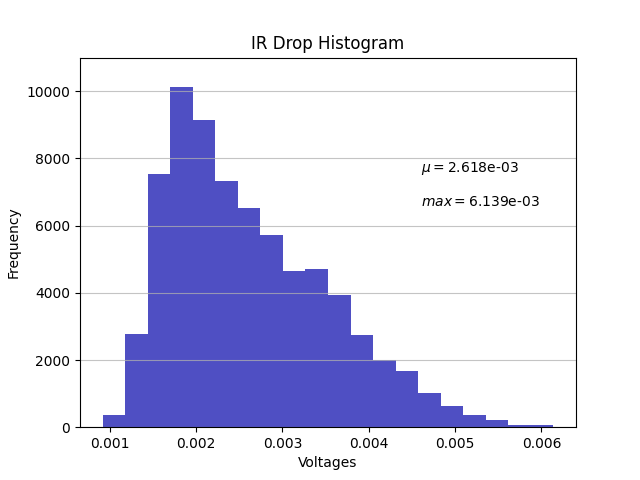 IR Drop Histogram
10000
8000
6000
4000
2000
0
Frequency
μ = 2.618e-03
max = 6.139e-03
0.001 0.002 0.003 0.004 0.005 0.006
Voltages